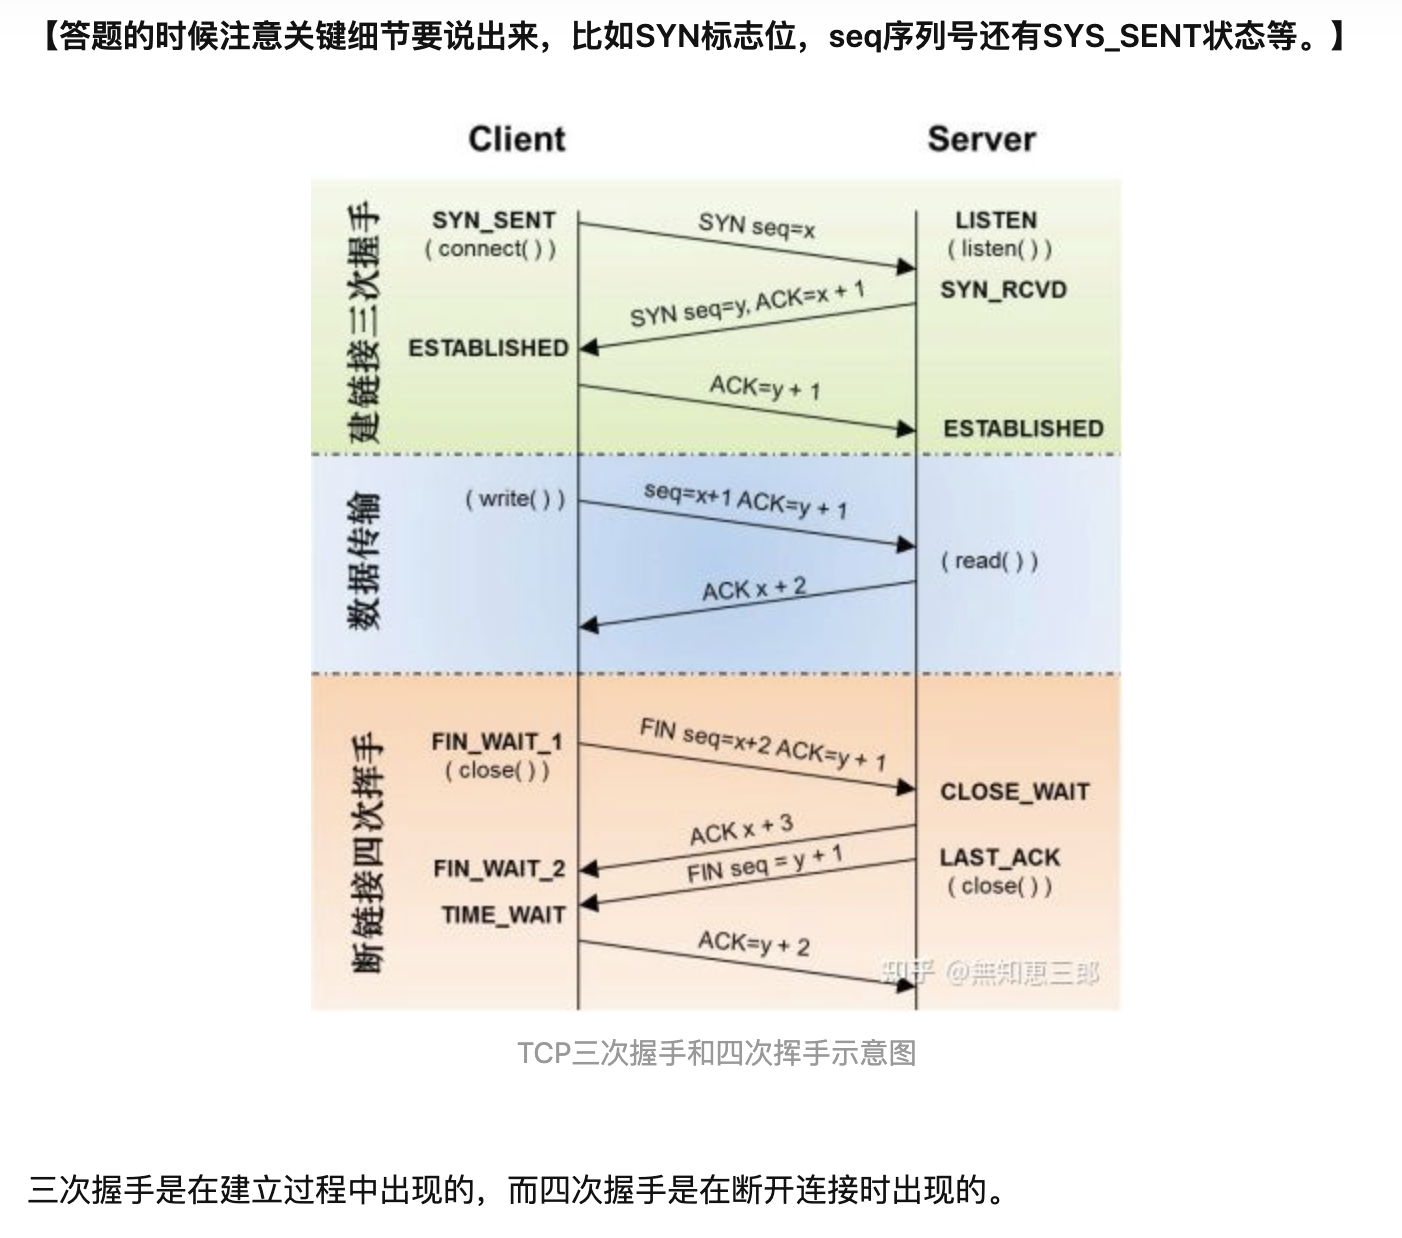 【答题的时候注意关键细节要说出来，比如SYN标志位，seq序列号还有SYS_SENT状态等。】
Client
Server
建链接三次握手
SYN_SENT
( connect( ) )
SYN seq=x
LISTEN
( listen( ) )
SYN_RCVD
SYN seq=y, ACK=x + 1
ESTABLISHED
ACK=y + 1
ESTABLISHED
数据传输
( write( ) )
seq=x+1 ACK=y + 1
( read( ) )
ACK x + 2
断链接四次挥手
FIN_WAIT_1
( close( ) )
FIN seq=x+2 ACK=y + 1
CLOSE_WAIT
ACK x + 3
FIN_WAIT_2
FIN seq = y + 1
LAST_ACK
( close( ) )
TIME_WAIT
ACK=y + 2
知乎 @無知恵三郎
TCP三次握手和四次挥手示意图
三次握手是在建立过程中出现的，而四次握手是在断开连接时出现的。